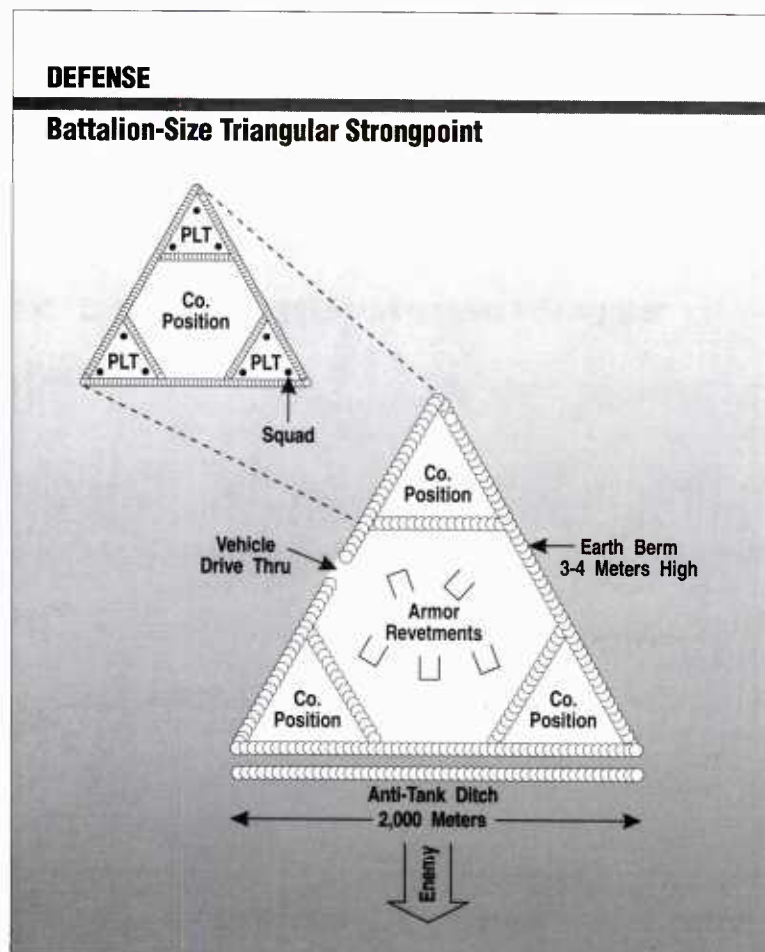 DEFENSE
Battalion-Size Triangular Strongpoint
PLT
Co.
Position
PLT
PLT
Squad
Co.
Position
Vehicle
Drive Thru
Earth Berm
3-4 Meters High
Armor
Revetments
Co.
Position
Co.
Position
Anti-Tank Ditch
2,000 Meters
Enemy